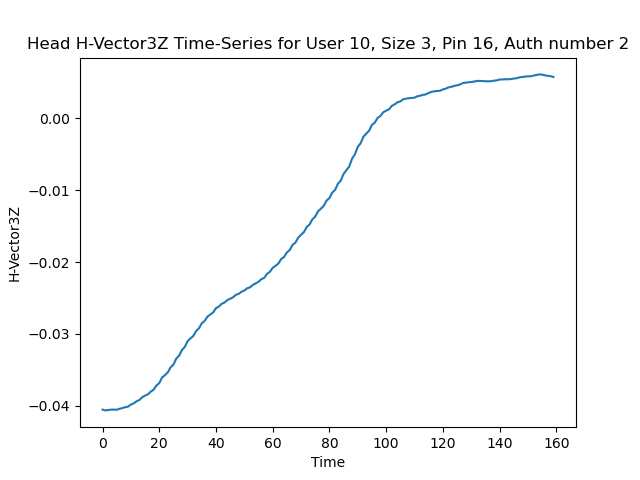 Head H-Vector3Z Time-Series for User 10, Size 3, Pin 16, Auth number 2
H-Vector3Z
0.00
−0.01
−0.02
−0.03
−0.04
0 20 40 60 80 100 120 140 160
Time